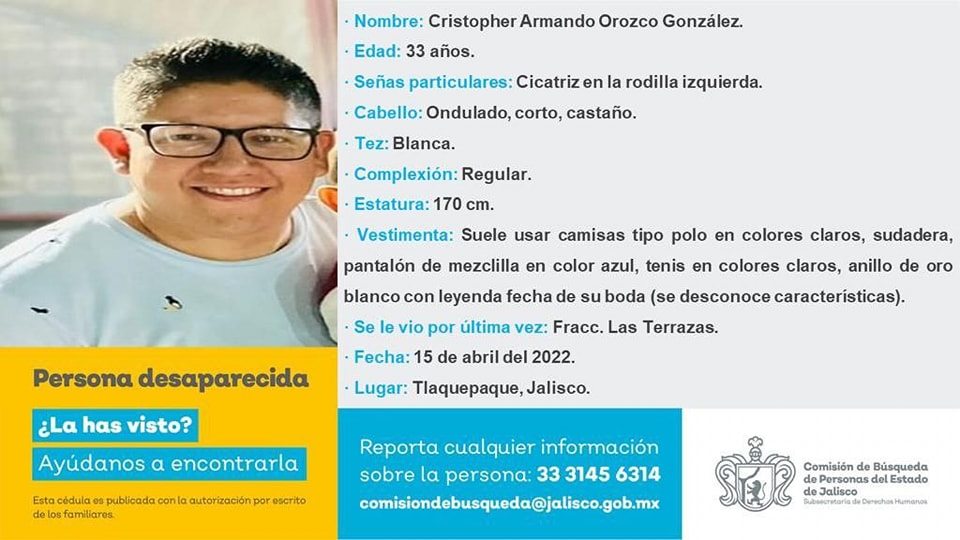 · Nombre: Cristopher Armando Orozco González.
· Edad: 33 años.
· Señas particulares: Cicatriz en la rodilla izquierda.
· Cabello: Ondulado, corto, castaño.
· Tez: Blanca.
· Complexión: Regular.
· Estatura: 170 cm.
· Vestimenta: Suele usar camisas tipo polo en colores claros, sudadera,
pantalón de mezclilla en color azul, tenis en colores claros, anillo de oro
blanco con leyenda fecha de su boda (se desconoce características).
· Se le vio por última vez: Fracc. Las Terrazas.
· Fecha: 15 de abril del 2022.
· Lugar: Tlaquepaque, Jalisco.
Persona desaparecida
¿La has visto?
Ayúdanos a encontrarla
Esta cédula es publicada con la autorización por escrito
de los familiares.
Reporta cualquier información
sobre la persona: 33 3145 6314
comisiondebusqueda@jalisco.gob.mx
Comisión de Búsqueda
de Personas del Estado
de Jalisco
Subsecretaría de Derechos Humanos